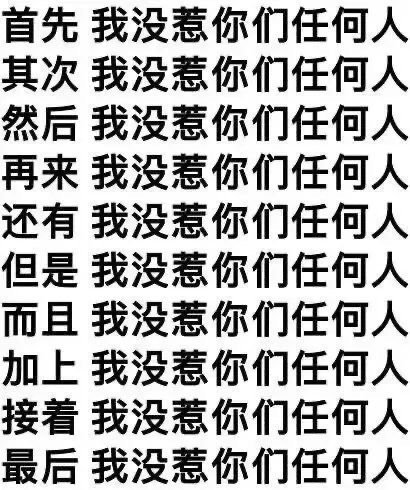 首先 我没惹你们任何人
其次 我没惹你们任何人
然后 我没惹你们任何人
再来 我没惹你们任何人
还有 我没惹你们任何人
但是 我没惹你们任何人
而且 我没惹你们任何人
加上 我没惹你们任何人
接着 我没惹你们任何人
最后 我没惹你们任何人